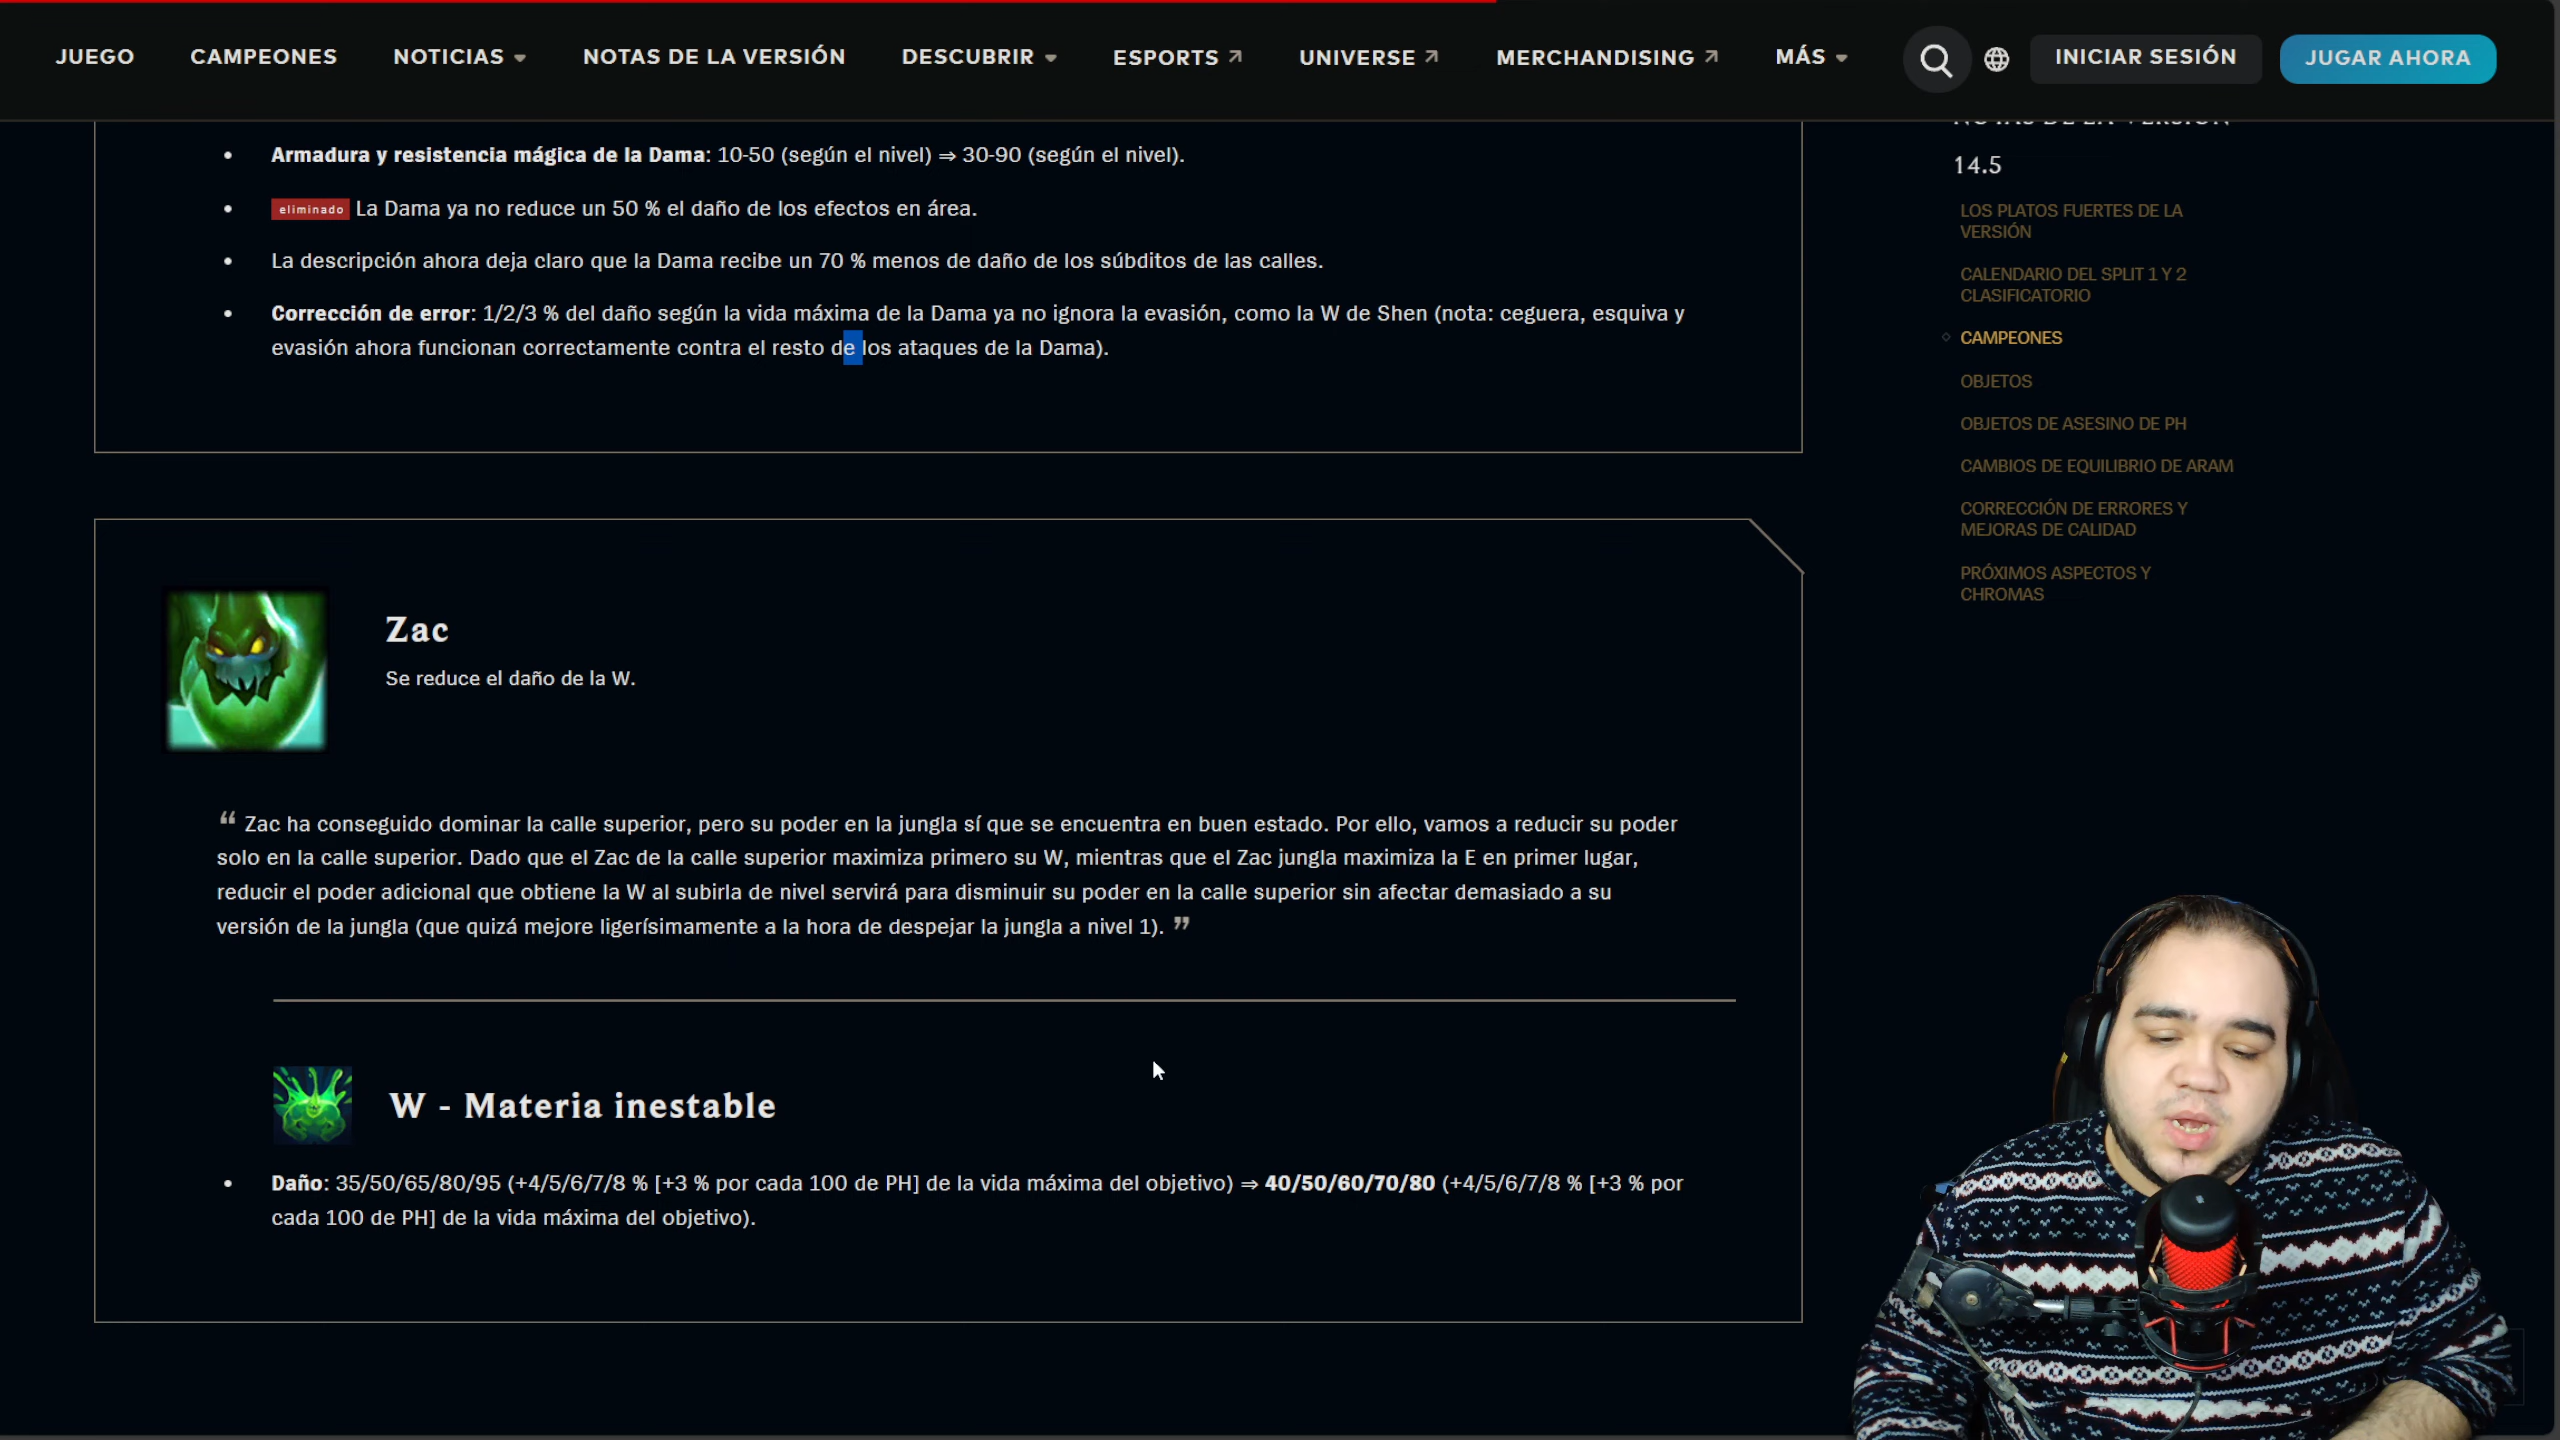 JUEGO CAMPEONES NOTICIAS NOTAS DE LA VERSIÓN DESCUBRIR ESPORTS UNIVERSE MERCHANDISING MÁS INICIAR SESIÓN JUGAR AHORA
• Armadura y resistencia mágica de la Dama: 10-50 (según el nivel) ⇒ 30-90 (según el nivel).
• eliminado La Dama ya no reduce un 50 % el daño de los efectos en área.
• La descripción ahora deja claro que la Dama recibe un 70 % menos de daño de los súbditos de las calles.
• Corrección de error: 1/2/3 % del daño según la vida máxima de la Dama ya no ignora la evasión, como la W de Shen (nota: ceguera, esquiva y
evasión ahora funcionan correctamente contra el resto de los ataques de la Dama).
Zac
Se reduce el daño de la W.
“ Zac ha conseguido dominar la calle superior, pero su poder en la jungla sí que se encuentra en buen estado. Por ello, vamos a reducir su poder
solo en la calle superior. Dado que el Zac de la calle superior maximiza primero su W, mientras que el Zac jungla maximiza la E en primer lugar,
reducir el poder adicional que obtiene la W al subirla de nivel servirá para disminuir su poder en la calle superior sin afectar demasiado a su
versión de la jungla (que quizá mejore ligerísimamente a la hora de despejar la jungla a nivel 1). ”
W - Materia inestable
• Daño: 35/50/65/80/95 (+4/5/6/7/8 % [+3 % por cada 100 de PH] de la vida máxima del objetivo) ⇒ 40/50/60/70/80 (+4/5/6/7/8 % [+3 % por
cada 100 de PH] de la vida máxima del objetivo).
NOTAS DE LA VERSIÓN
14.5
LOS PLATOS FUERTES DE LA
VERSIÓN
CALENDARIO DEL SPLIT 1 Y 2
CLASIFICATORIO
CAMPEONES
OBJETOS
OBJETOS DE ASESINO DE PH
CAMBIOS DE EQUILIBRIO DE ARAM
CORRECCIÓN DE ERRORES Y
MEJORAS DE CALIDAD
PRÓXIMOS ASPECTOS Y
CHROMAS